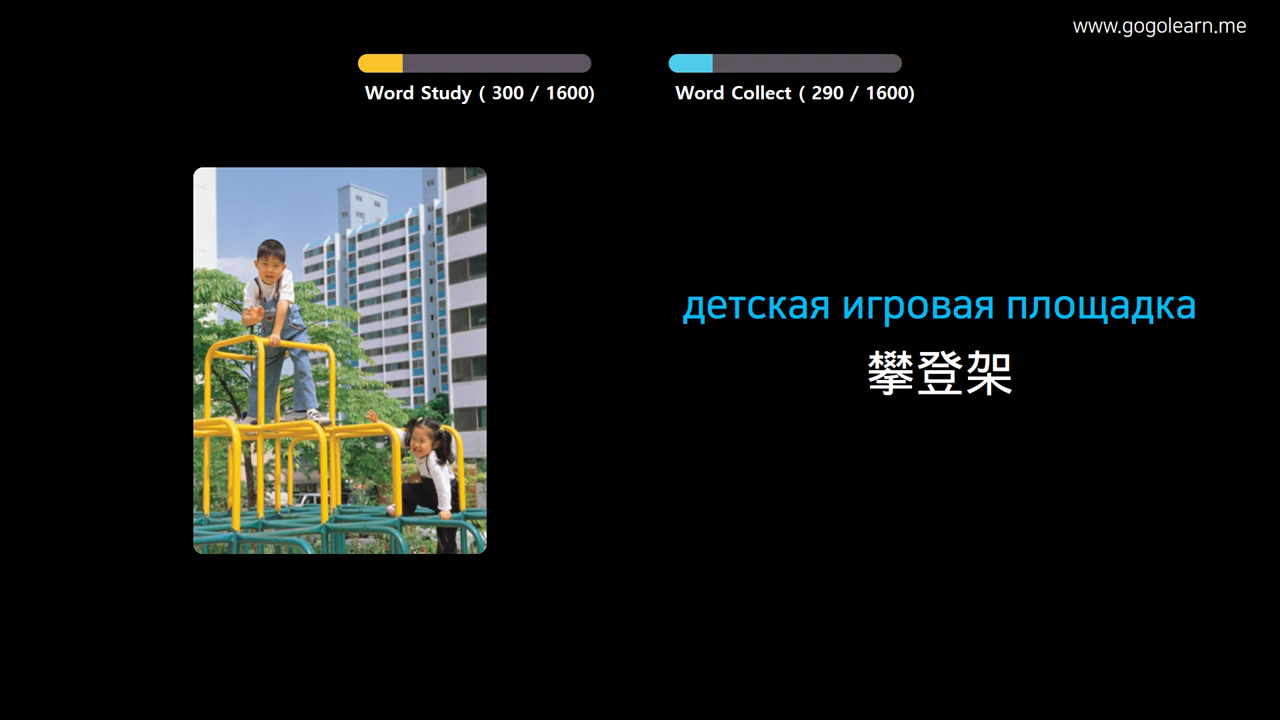 www.gogolearn.me
Word Study ( 300 / 1600)
Word Collect ( 290 / 1600)
детская игровая площадка
攀登架